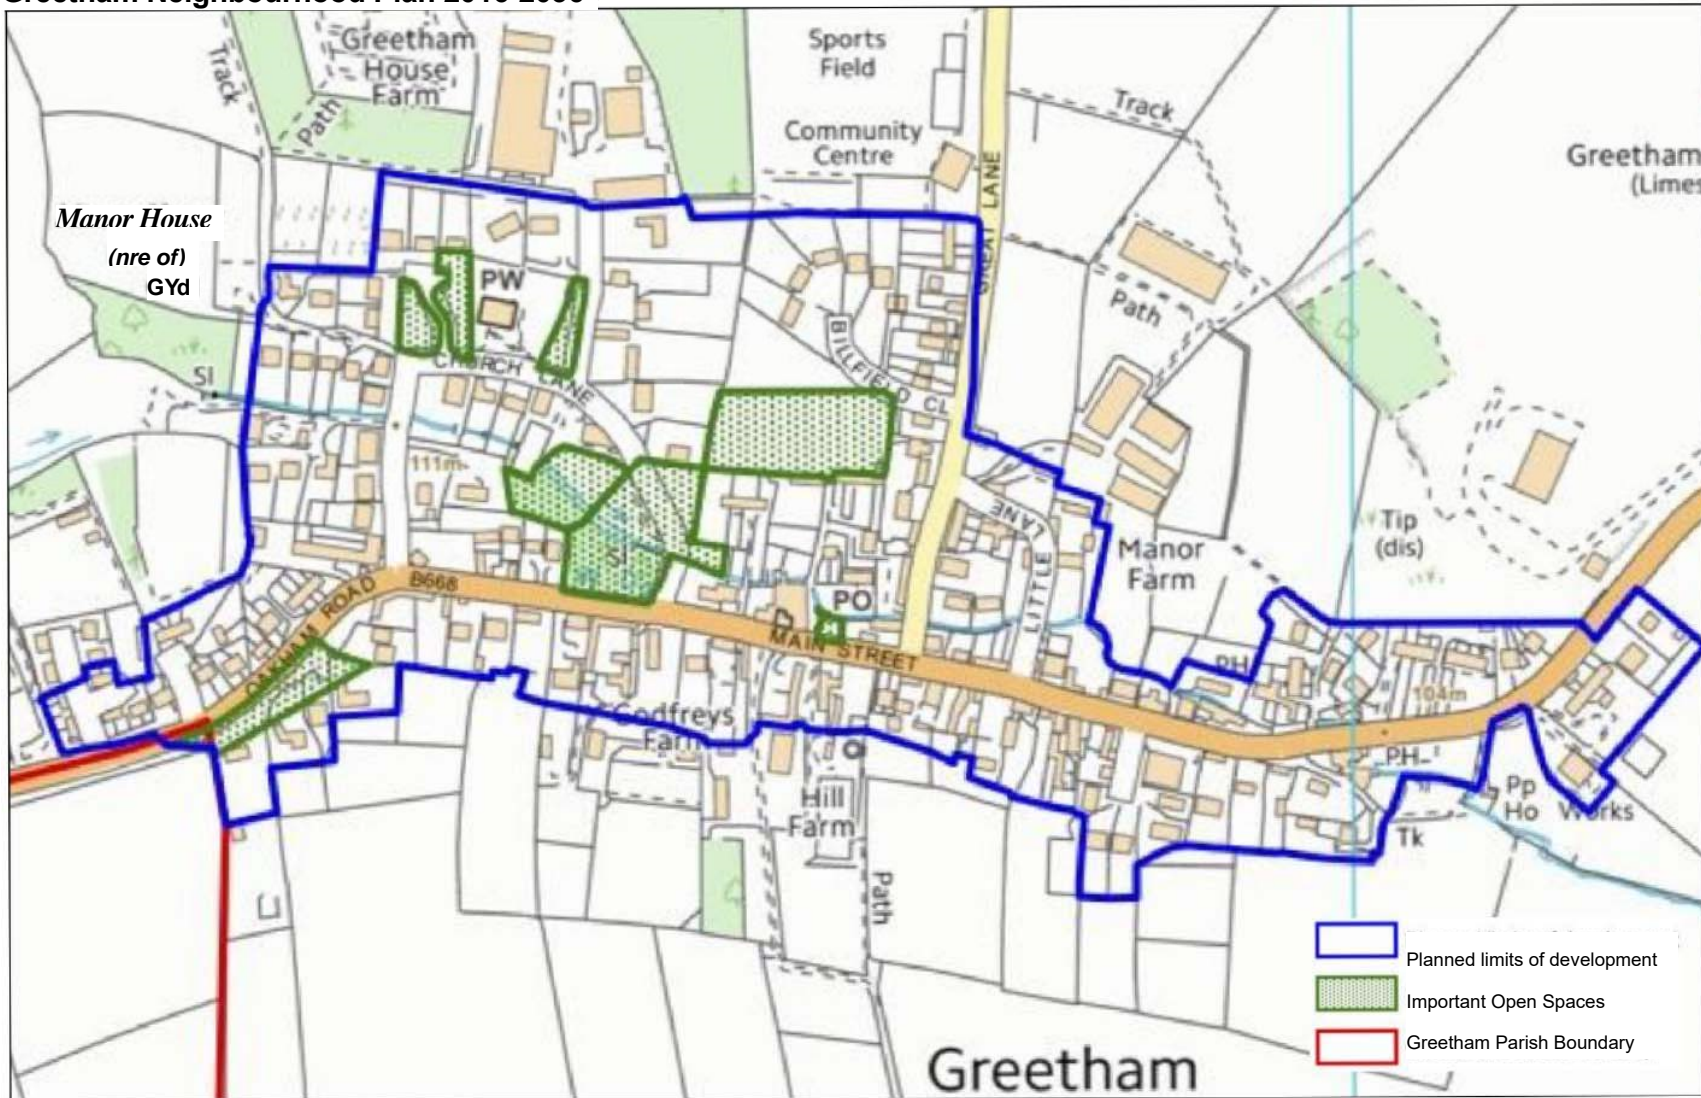 Greetham
House
Farm
Track
Path
Sports
Field
Community
Centre
GREAT LANE
Track
Greetham
Manor House
(nre of)
GYd
PW
Path
BILLFIELD CL
CHURCH LANE
SI
111m
LITTLE LANE
Manor
Farm
Tip
(dis)
SI
PO
OAKHAM ROAD
B668
MAIN STREET
PH
104m
Godfreys
Farm
PH
Hill
Farm
Pp
Ho
Works
Tk
Path
Planned limits of development
Important Open Spaces
Greetham Parish Boundary
Greetham